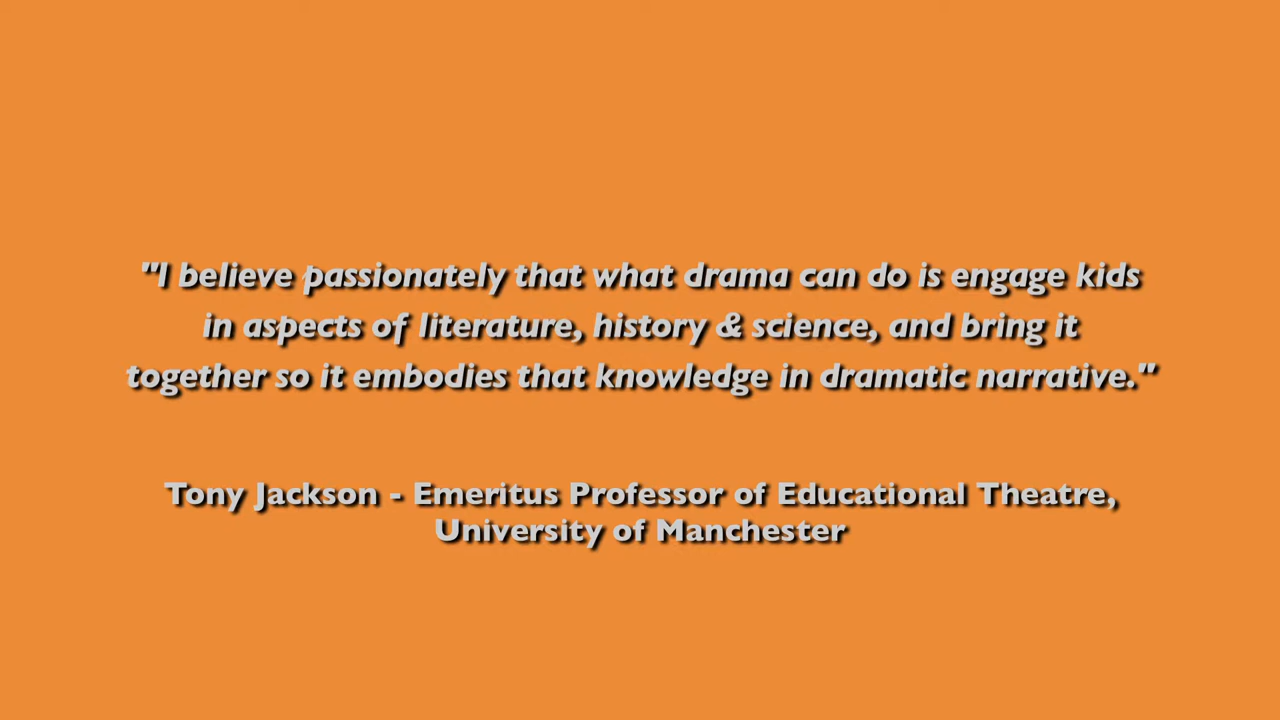 "I believe passionately that what drama can do is engage kids
in aspects of literature, history & science, and bring it
together so it embodies that knowledge in dramatic narrative."
Tony Jackson - Emeritus Professor of Educational Theatre,
University of Manchester